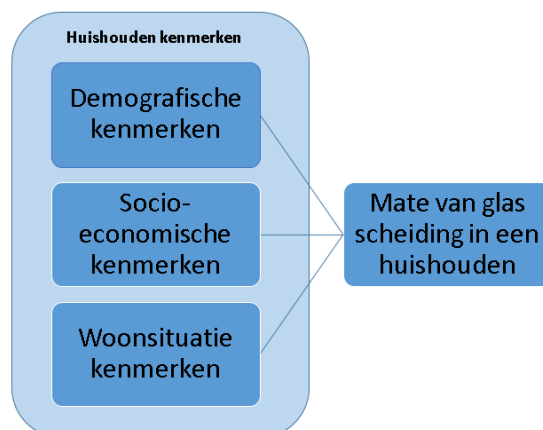 Huishouden kenmerken
Demografische
kenmerken
Socio-
economische
kenmerken
Woonsituatie
kenmerken
Mate van glas
scheiding in een
huishouden